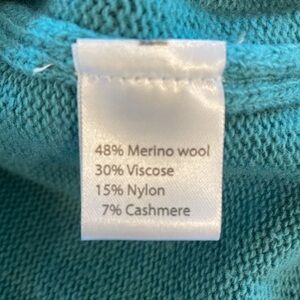 48% Merino wool
30% Viscose
15% Nylon
7% Cashmere